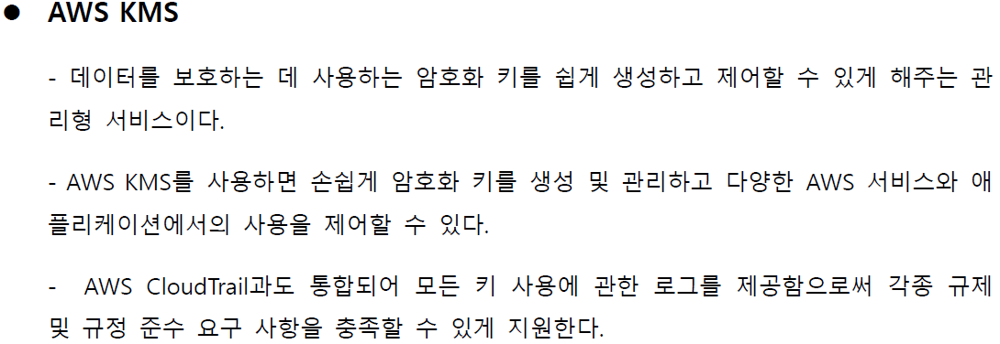 ● AWS KMS
- 데이터를 보호하는 데 사용하는 암호화 키를 쉽게 생성하고 제어할 수 있게 해주는 관
리형 서비스이다.
- AWS KMS를 사용하면 손쉽게 암호화 키를 생성 및 관리하고 다양한 AWS 서비스와 애
플리케이션에서의 사용을 제어할 수 있다.
- AWS CloudTrail과도 통합되어 모든 키 사용에 관한 로그를 제공함으로써 각종 규제
및 규정 준수 요구 사항을 충족할 수 있게 지원한다.